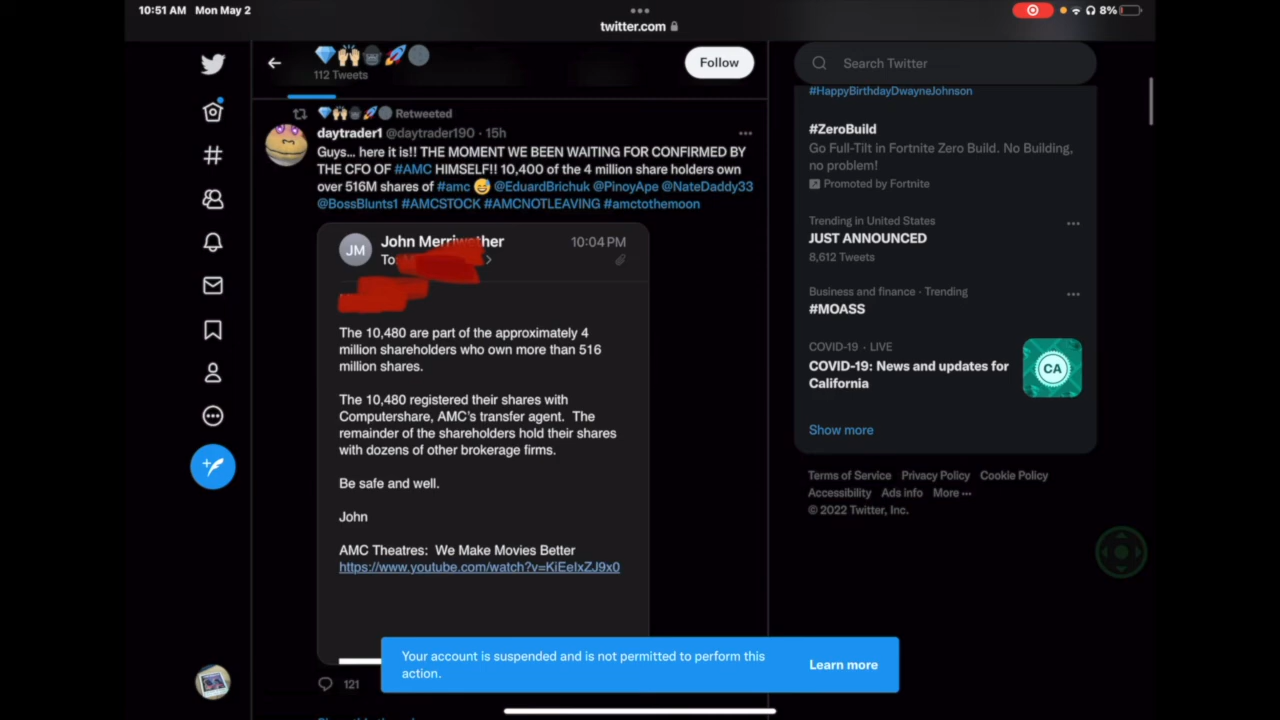 10:51 AM Mon May 2
twitter.com
8%
112 Tweets
Follow
Retweeted
daytrader1 @daytrader190 · 15h
Guys... here it is!! THE MOMENT WE BEEN WAITING FOR CONFIRMED BY
THE CFO OF #AMC HIMSELF!! 10,400 of the 4 million share holders own
over 516M shares of #amc 😅 @EduardBrichuk @PinoyApe @NateDaddy33
@BossBlunts1 #AMCSTOCK #AMCNOTLEAVING #amctothemoon
JM
John Merriwether
10:04 PM
To:
The 10,480 are part of the approximately 4
million shareholders who own more than 516
million shares.
The 10,480 registered their shares with
Computershare, AMC's transfer agent. The
remainder of the shareholders hold their shares
with dozens of other brokerage firms.
Be safe and well.
John
AMC Theatres: We Make Movies Better
https://www.youtube.com/watch?v=KiEeIxZJ9x0
121
Your account is suspended and is not permitted to perform this
action.
Learn more
Search Twitter
#HappyBirthdayDwayneJohnson
#ZeroBuild
Go Full-Tilt in Fortnite Zero Build. No Building,
no problem!
Promoted by Fortnite
Trending in United States
JUST ANNOUNCED
8,612 Tweets
Business and finance · Trending
#MOASS
COVID-19 · LIVE
COVID-19: News and updates for
California
CA
Show more
Terms of Service Privacy Policy Cookie Policy
Accessibility Ads info More ···
© 2022 Twitter, Inc.